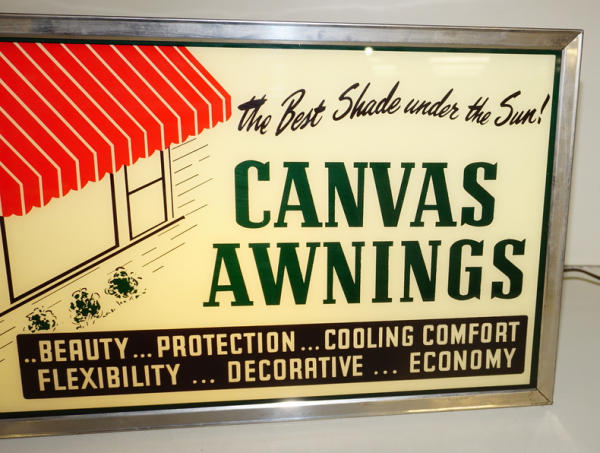 the Best Shade under the Sun!
CANVAS
AWNINGS
..BEAUTY...PROTECTION...COOLING COMFORT
FLEXIBILITY ... DECORATIVE ... ECONOMY